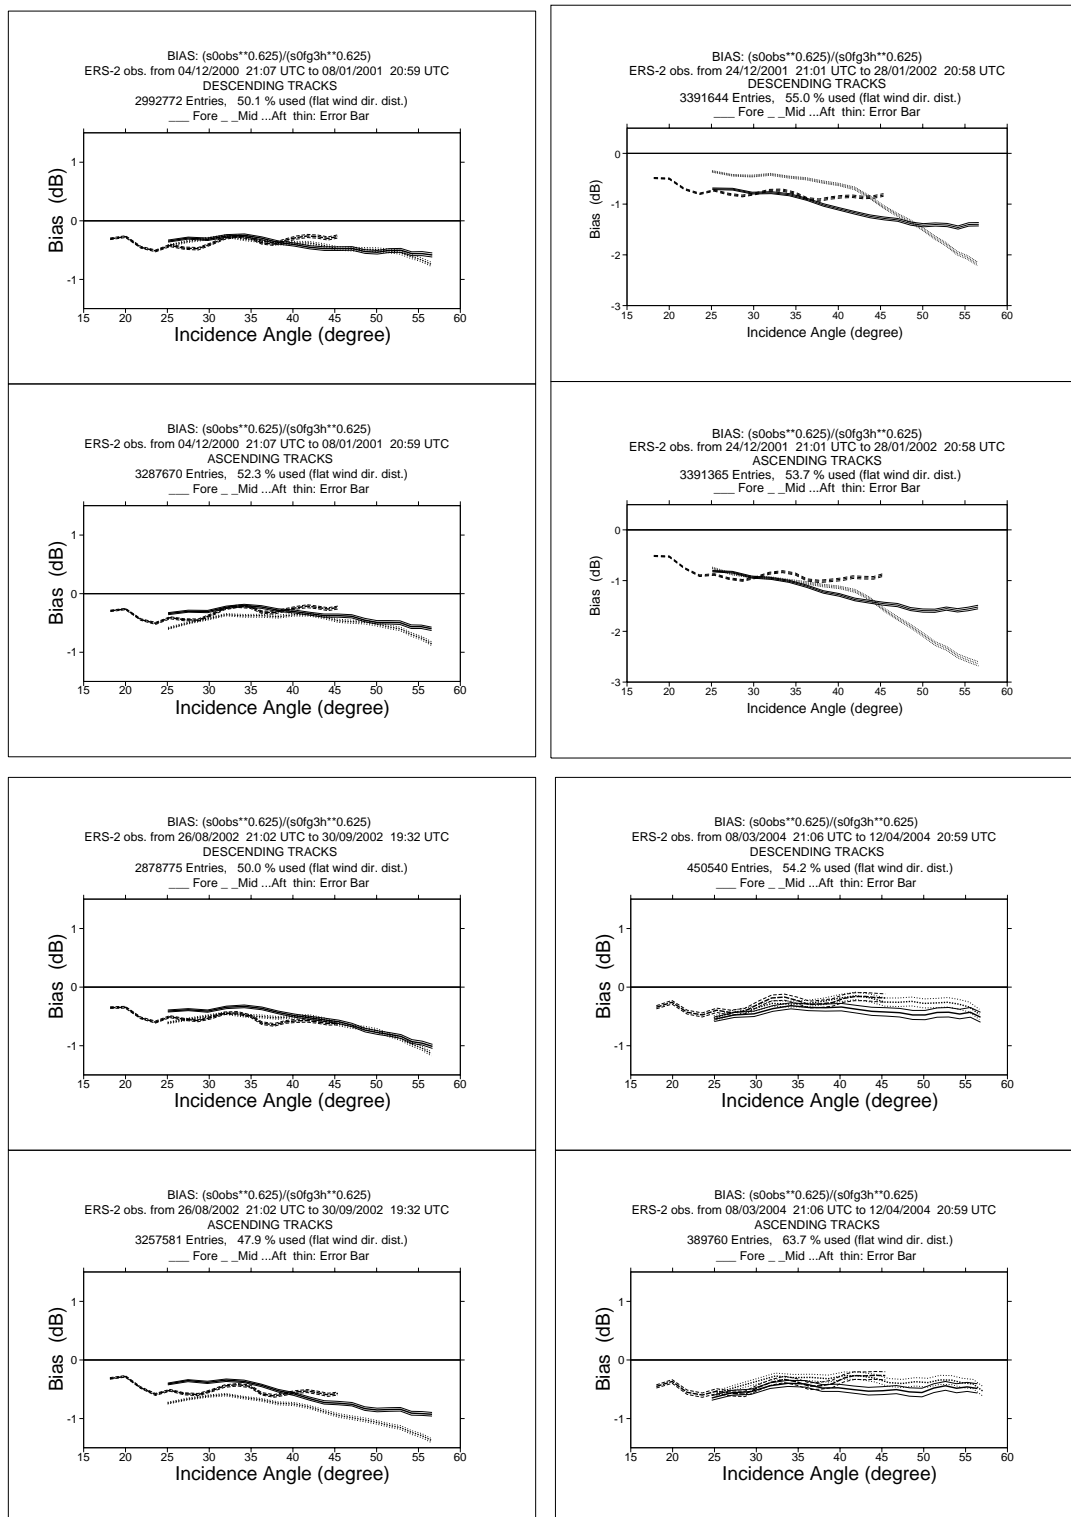 BIAS: (s0obs**0.625)/(s0fg3h**0.625)
ERS-2 obs. from 04/12/2000 21:07 UTC to 08/01/2001 20:59 UTC
DESCENDING TRACKS
2992772 Entries, 50.1 % used (flat wind dir. dist.)
___ Fore _ _Mid ...Aft thin: Error Bar
1
0
-1
Bias (dB)
15 20 25 30 35 40 45 50 55 60
Incidence Angle (degree)
BIAS: (s0obs**0.625)/(s0fg3h**0.625)
ERS-2 obs. from 04/12/2000 21:07 UTC to 08/01/2001 20:59 UTC
ASCENDING TRACKS
3287670 Entries, 52.3 % used (flat wind dir. dist.)
___ Fore _ _Mid ...Aft thin: Error Bar
1
0
-1
Bias (dB)
15 20 25 30 35 40 45 50 55 60
Incidence Angle (degree)
BIAS: (s0obs**0.625)/(s0fg3h**0.625)
ERS-2 obs. from 24/12/2001 21:01 UTC to 28/01/2002 20:58 UTC
DESCENDING TRACKS
3391644 Entries, 55.0 % used (flat wind dir. dist.)
___ Fore _ _Mid ...Aft thin: Error Bar
0
-1
-2
-3
Bias (dB)
15 20 25 30 35 40 45 50 55 60
Incidence Angle (degree)
BIAS: (s0obs**0.625)/(s0fg3h**0.625)
ERS-2 obs. from 24/12/2001 21:01 UTC to 28/01/2002 20:58 UTC
ASCENDING TRACKS
3391365 Entries, 53.7 % used (flat wind dir. dist.)
___ Fore _ _Mid ...Aft thin: Error Bar
0
-1
-2
-3
Bias (dB)
15 20 25 30 35 40 45 50 55 60
Incidence Angle (degree)
BIAS: (s0obs**0.625)/(s0fg3h**0.625)
ERS-2 obs. from 26/08/2002 21:02 UTC to 30/09/2002 19:32 UTC
DESCENDING TRACKS
2878775 Entries, 50.0 % used (flat wind dir. dist.)
___ Fore _ _Mid ...Aft thin: Error Bar
1
0
-1
Bias (dB)
15 20 25 30 35 40 45 50 55 60
Incidence Angle (degree)
BIAS: (s0obs**0.625)/(s0fg3h**0.625)
ERS-2 obs. from 26/08/2002 21:02 UTC to 30/09/2002 19:32 UTC
ASCENDING TRACKS
3257581 Entries, 47.9 % used (flat wind dir. dist.)
___ Fore _ _Mid ...Aft thin: Error Bar
1
0
-1
Bias (dB)
15 20 25 30 35 40 45 50 55 60
Incidence Angle (degree)
BIAS: (s0obs**0.625)/(s0fg3h**0.625)
ERS-2 obs. from 08/03/2004 21:06 UTC to 12/04/2004 20:59 UTC
DESCENDING TRACKS
450540 Entries, 54.2 % used (flat wind dir. dist.)
___ Fore _ _Mid ...Aft thin: Error Bar
1
0
-1
Bias (dB)
15 20 25 30 35 40 45 50 55 60
Incidence Angle (degree)
BIAS: (s0obs**0.625)/(s0fg3h**0.625)
ERS-2 obs. from 08/03/2004 21:06 UTC to 12/04/2004 20:59 UTC
ASCENDING TRACKS
389760 Entries, 63.7 % used (flat wind dir. dist.)
___ Fore _ _Mid ...Aft thin: Error Bar
1
0
-1
Bias (dB)
15 20 25 30 35 40 45 50 55 60
Incidence Angle (degree)